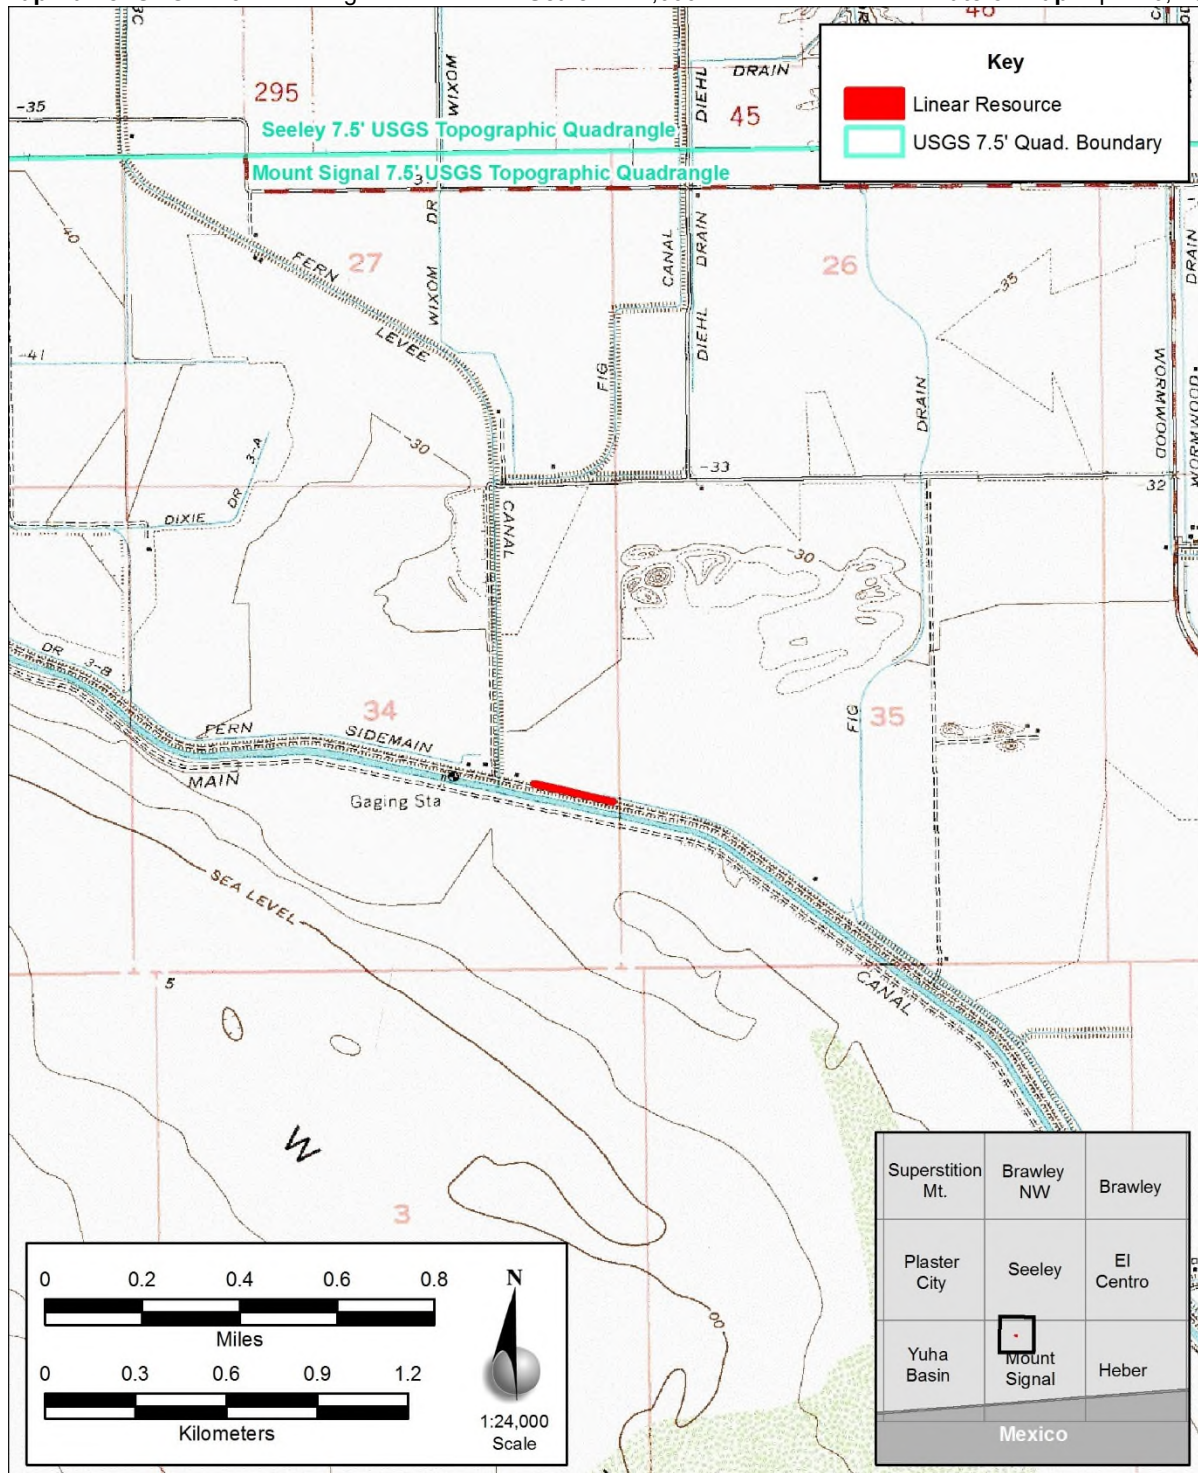 46
Key
Linear Resource
USGS 7.5' Quad. Boundary
295
WIXOM
DIEHL
DRAIN
45
-35
Seeley 7.5' USGS Topographic Quadrangle
Mount Signal 7.5' USGS Topographic Quadrangle
-40
FERN
27
DR
WIXOM
CANAL
DRAIN
DIEHL
26
-35
DRAIN
LEVEE
-41
FIG
DRAIN
WORMWOOD
WORMWOOD
-30
3-A
DR
DIXIE
-33
-32
CANAL
-30
DR
3-B
34
FERN
SIDEMAIN
MAIN
FIG
35
Gaging Sta
SEA LEVEL
CANAL
5
W
3
00
0 0.2 0.4 0.6 0.8
Miles
0 0.3 0.6 0.9 1.2
Kilometers
N
1:24,000
Scale
Superstition
Mt.
Brawley
NW
Brawley
Plaster
City
Seeley
El
Centro
Yuha
Basin
Mount
Signal
Heber
Mexico